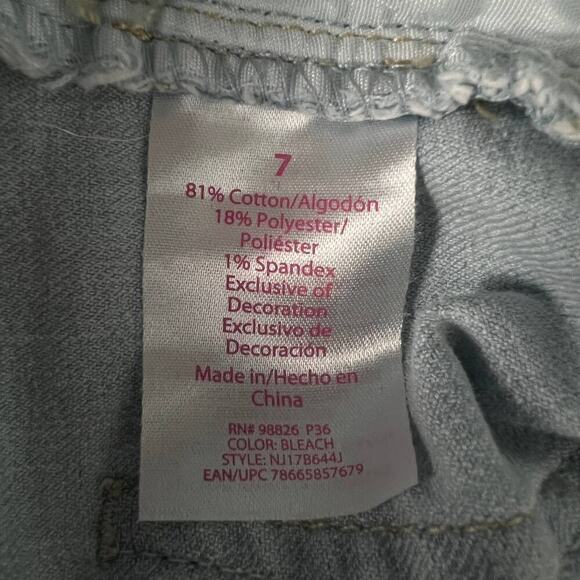 7
81% Cotton/Algodón
18% Polyester/
Poliéster
1% Spandex
Exclusive of
Decoration
Exclusivo de
Decoración
Made in/Hecho en
China
RN# 98826 P36
COLOR: BLEACH
STYLE: NJ17B644J
EAN/UPC 78665857679